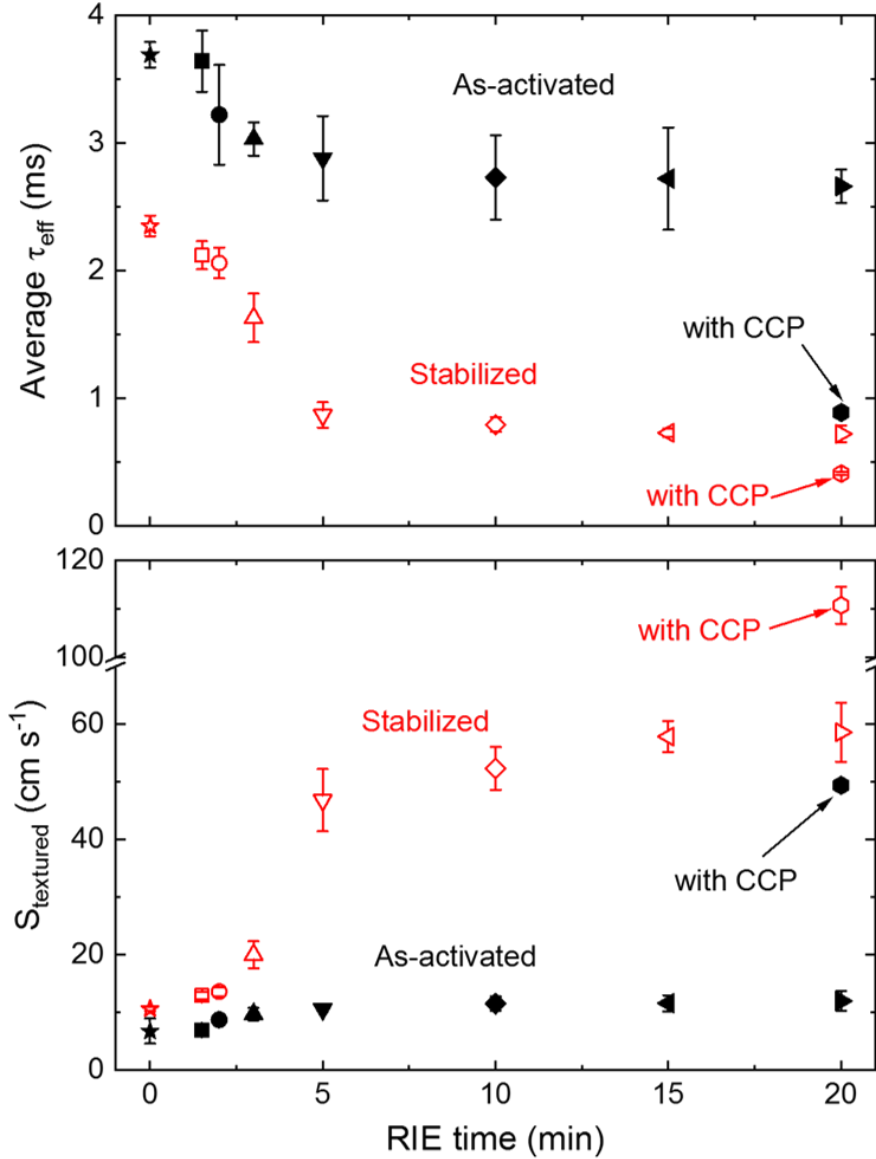 4
As-activated
3
Average τeff (ms)
2
with CCP
Stabilized
1
with CCP
0
120
with CCP
100
Stabilized
60
Stextured (cm s⁻¹)
40
with CCP
As-activated
20
0
0 5 10 15 20
RIE time (min)